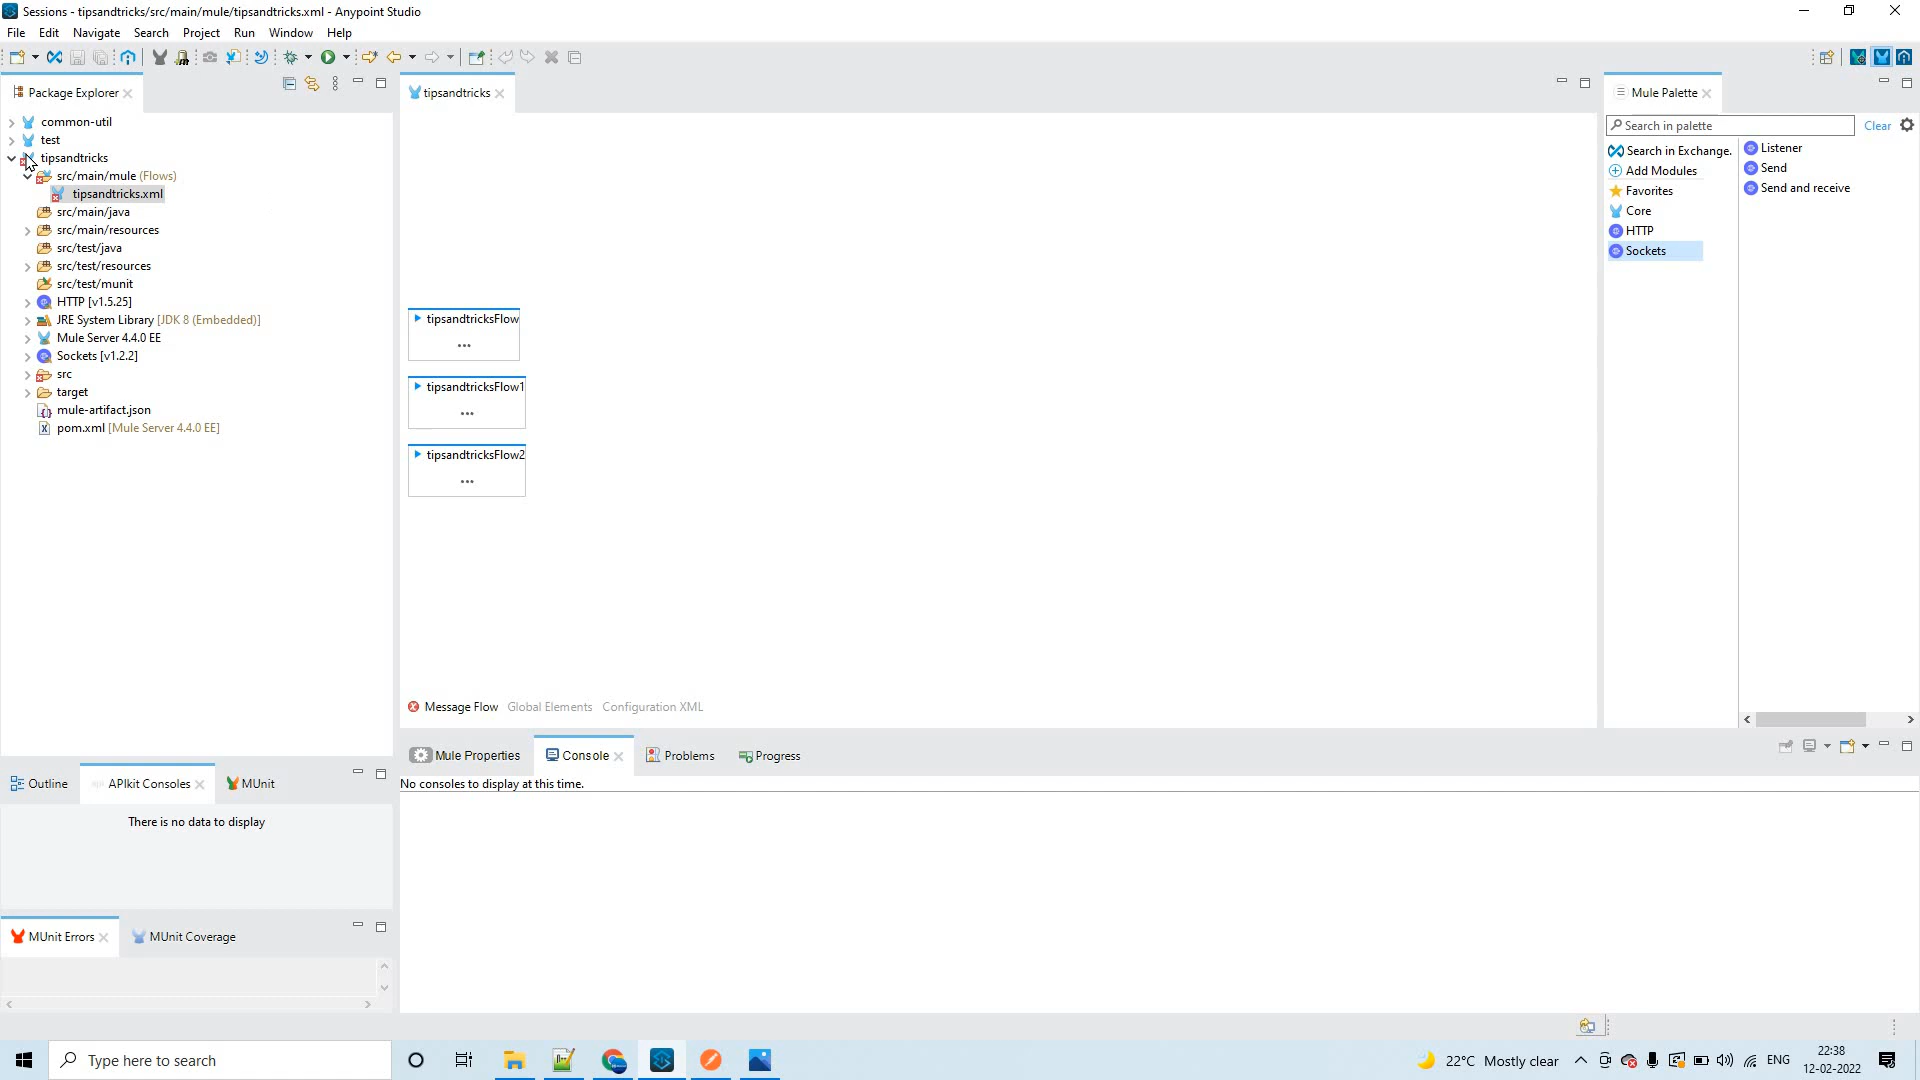 Sessions - tipsandtricks/src/main/mule/tipsandtricks.xml - Anypoint Studio
File Edit Navigate Search Project Run Window Help
Package Explorer
common-util
test
tipsandtricks
src/main/mule (Flows)
tipsandtricks.xml
src/main/java
src/main/resources
src/test/java
src/test/resources
src/test/munit
HTTP [v1.5.25]
JRE System Library [JDK 8 (Embedded)]
Mule Server 4.4.0 EE
Sockets [v1.2.2]
src
target
mule-artifact.json
pom.xml [Mule Server 4.4.0 EE]
tipsandtricks
tipsandtricksFlow
tipsandtricksFlow1
tipsandtricksFlow2
Message Flow Global Elements Configuration XML
Mule Palette
Search in palette Clear
Search in Exchange.
Add Modules
Favorites
Core
HTTP
Sockets
Listener
Send
Send and receive
Outline APIkit Consoles MUnit
There is no data to display
MUnit Errors MUnit Coverage
Mule Properties Console Problems Progress
No consoles to display at this time.
Type here to search
22°C Mostly clear ENG
22:38
12-02-2022